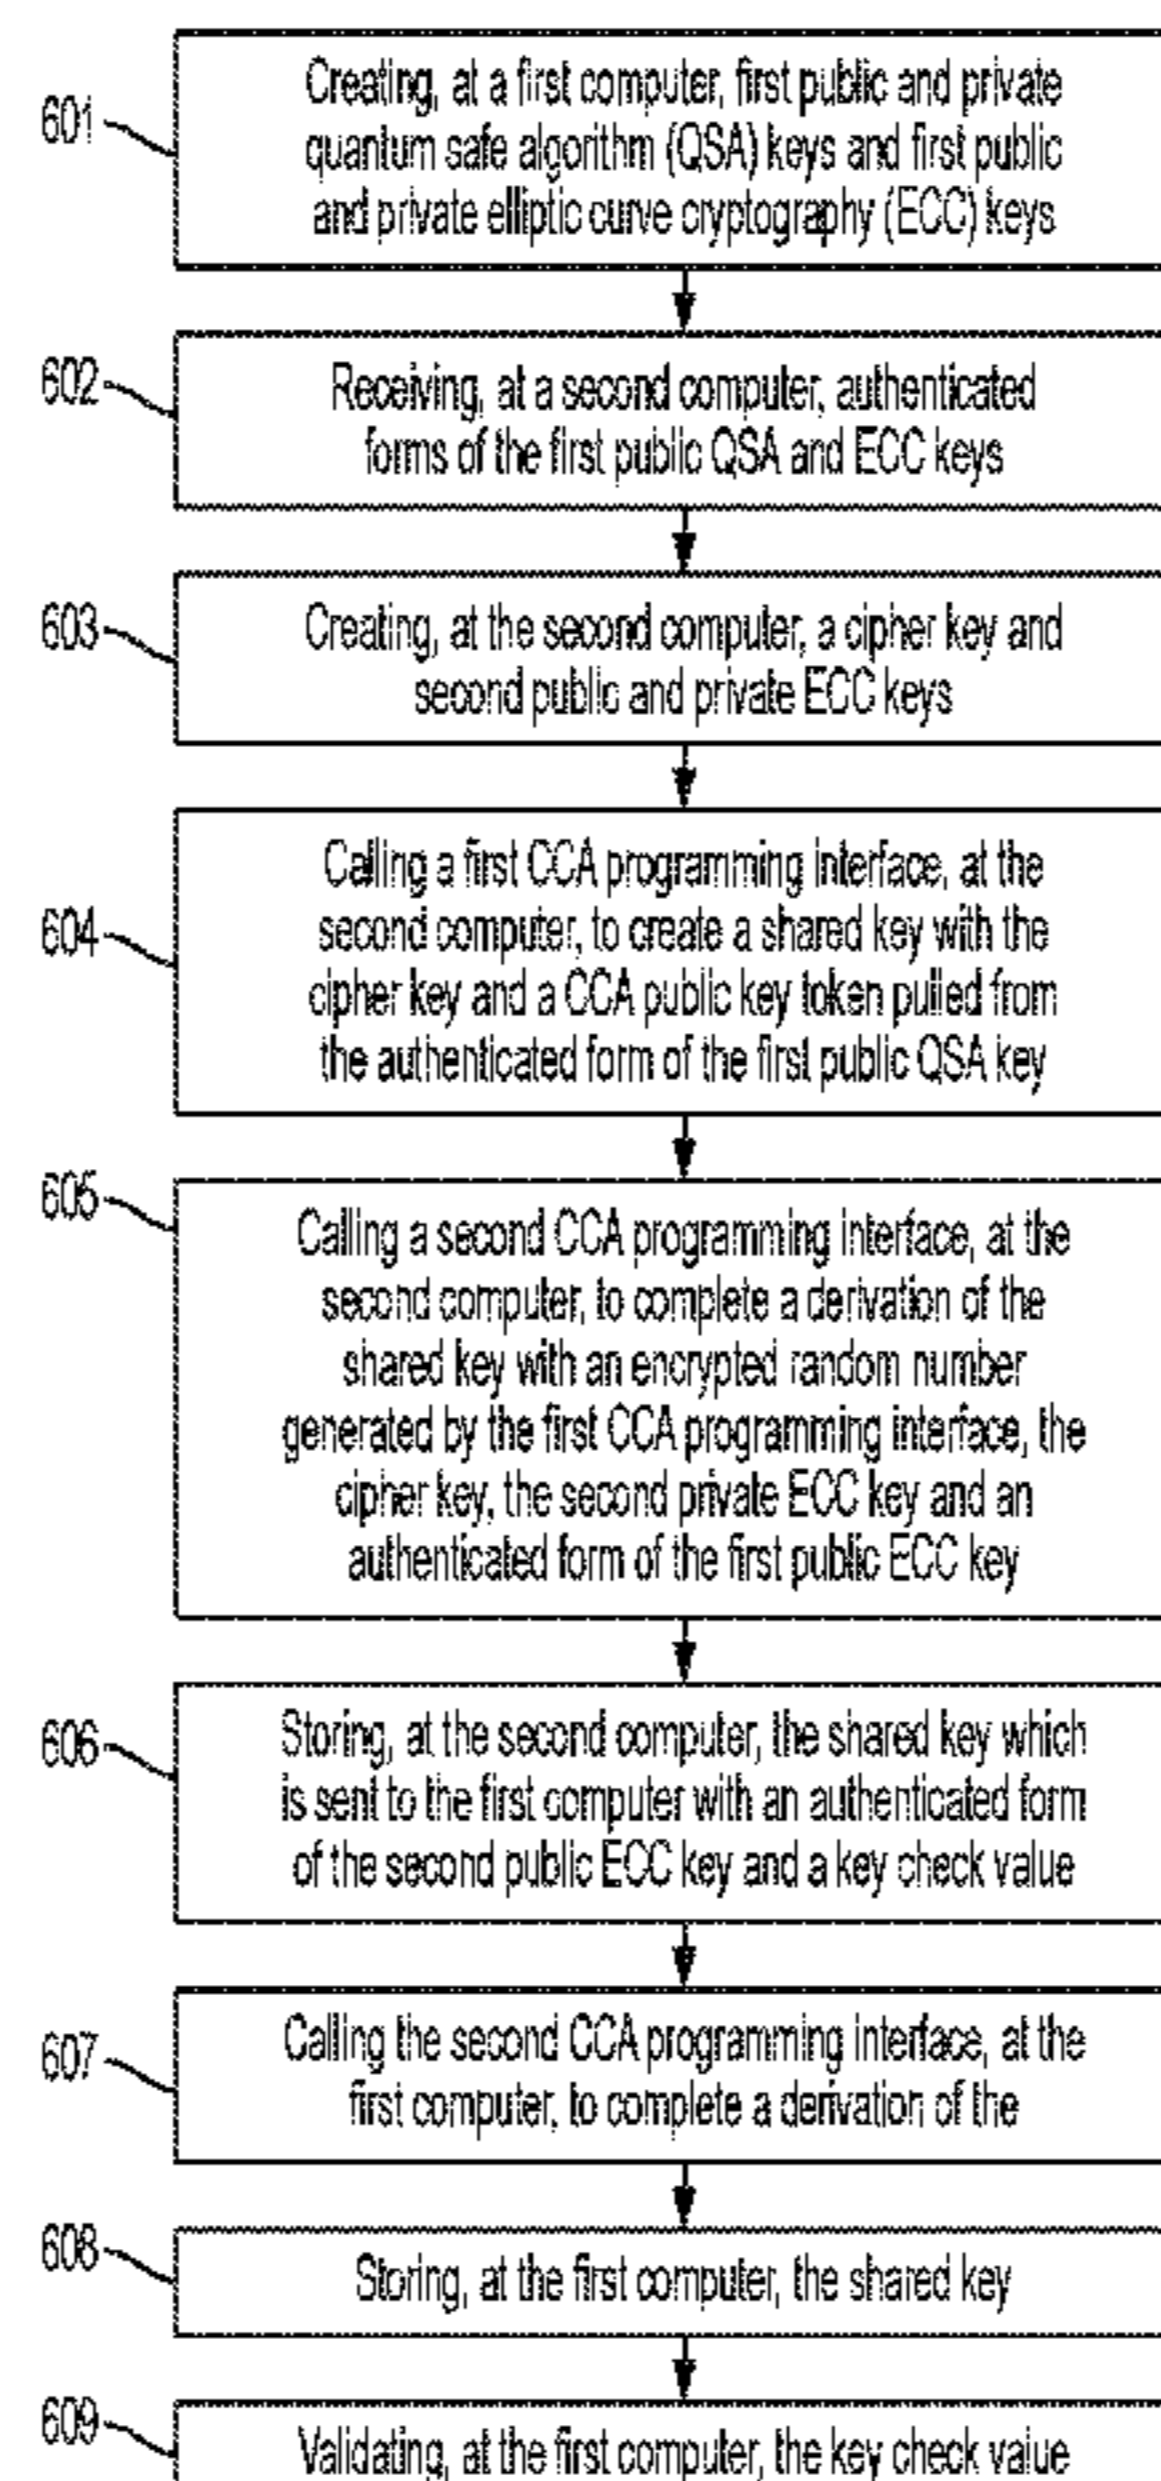 601
Creating, at a first computer, first public and private
quantum safe algorithm (QSA) keys and first public
and private elliptic curve cryptography (ECC) keys
602
Receiving, at a second computer, authenticated
forms of the first public QSA and ECC keys
603
Creating, at the second computer, a cipher key and
second public and private ECC keys
604
Calling a first CCA programming interface, at the
second computer, to create a shared key with the
cipher key and a CCA public key token pulled from
the authenticated form of the first public QSA key
605
Calling a second CCA programming interface, at the
second computer, to complete a derivation of the
shared key with an encrypted random number
generated by the first CCA programming interface, the
cipher key, the second private ECC key and an
authenticated form of the first public ECC key
606
Storing, at the second computer, the shared key which
is sent to the first computer with an authenticated form
of the second public ECC key and a key check value
607
Calling the second CCA programming interface, at the
first computer, to complete a derivation of the
608
Storing, at the first computer, the shared key
609
Validating, at the first computer, the key check value